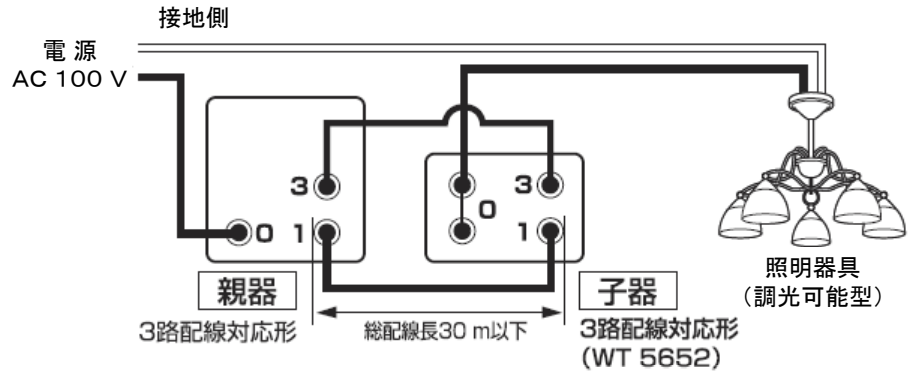 接地側
電 源
AC 100 V
3
0
1
3
0
1
親器
3路配線対応形
総配線長30 m以下
子器
3路配線対応形
(WT 5652)
照明器具
(調光可能型)